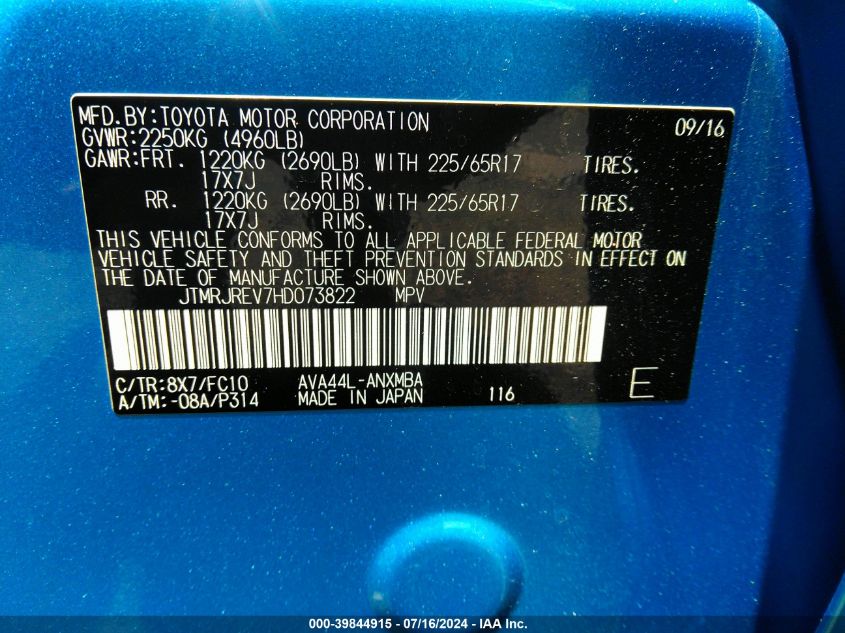 MFD.BY:TOYOTA MOTOR CORPORATION 09/16
GVWR:2250KG (4960LB)
GAWR:FRT. 1220KG (2690LB) WITH 225/65R17 TIRES.
17X7J RIMS.
RR. 1220KG (2690LB) WITH 225/65R17 TIRES.
17X7J RIMS.
THIS VEHICLE CONFORMS TO ALL APPLICABLE FEDERAL MOTOR
VEHICLE SAFETY AND THEFT PREVENTION STANDARDS IN EFFECT ON
THE DATE OF MANUFACTURE SHOWN ABOVE.
JTMRJREV7HD073822 MPV
C/TR:8X7/FC10 AVA44L-ANXMBA E
A/TM:-08A/P314 MADE IN JAPAN 116
000-39844915 - 07/16/2024 - IAA Inc.